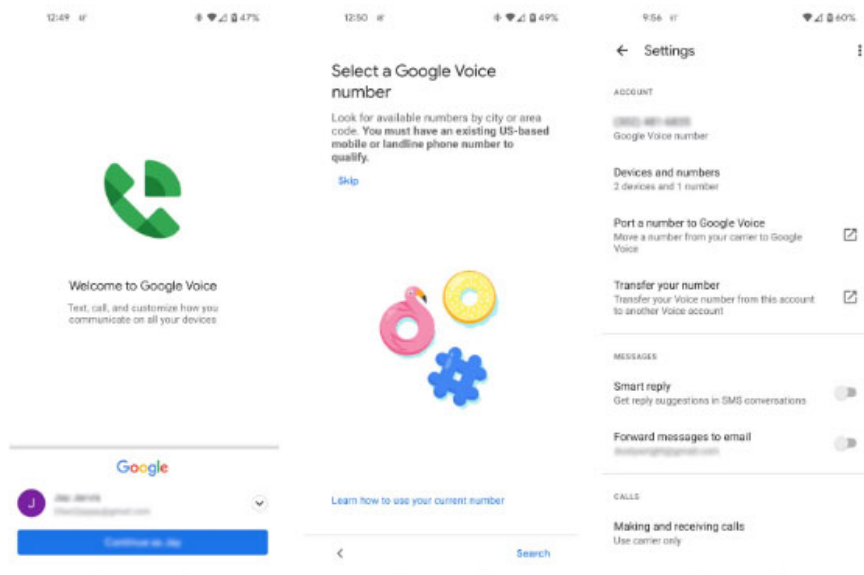 12:49
47%
Welcome to Google Voice
Text, call, and customize how you
communicate on all your devices
Google
J
12:50
49%
Select a Google Voice
number
Look for available numbers by city or area
code. You must have an existing US-based
mobile or landline phone number to
qualify.
Skip
Learn how to use your current number
Search
9:56
60%
Settings
ACCOUNT
Google Voice number
Devices and numbers
2 devices and 1 number
Port a number to Google Voice
Move a number from your carrier to Google
Voice
Transfer your number
Transfer your Voice number from this account
to another Voice account
MESSAGES
Smart reply
Get reply suggestions in SMS conversations
Forward messages to email
CALLS
Making and receiving calls
Use carrier only